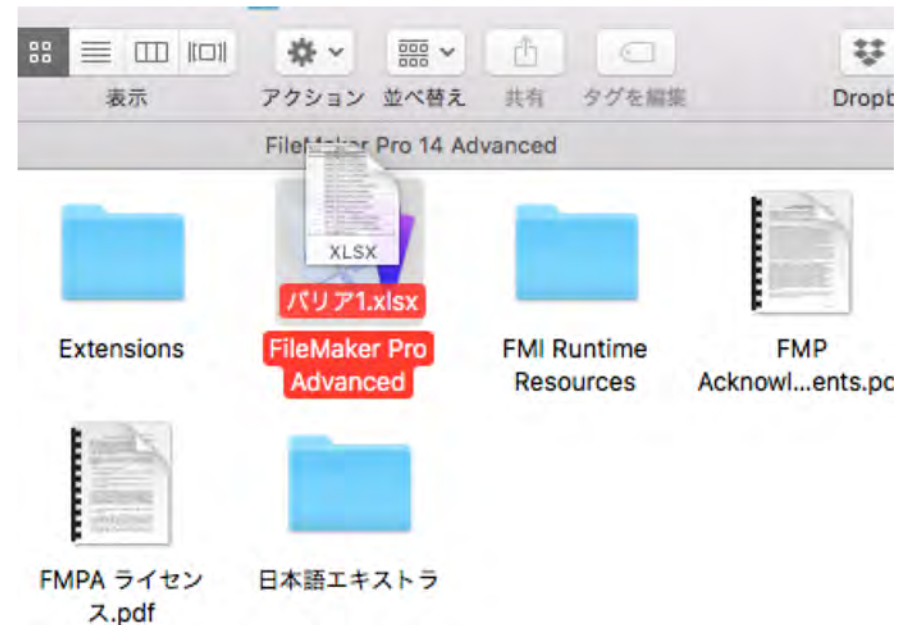 表示
アクション
並べ替え
共有
タグを編集
Dropb
FileMaker Pro 14 Advanced
XLSX
バリア1.xlsx
Extensions
FileMaker Pro
Advanced
FMI Runtime
Resources
FMP
Acknowl...ents.pd
FMPA ライセン
ス.pdf
日本語エキストラ